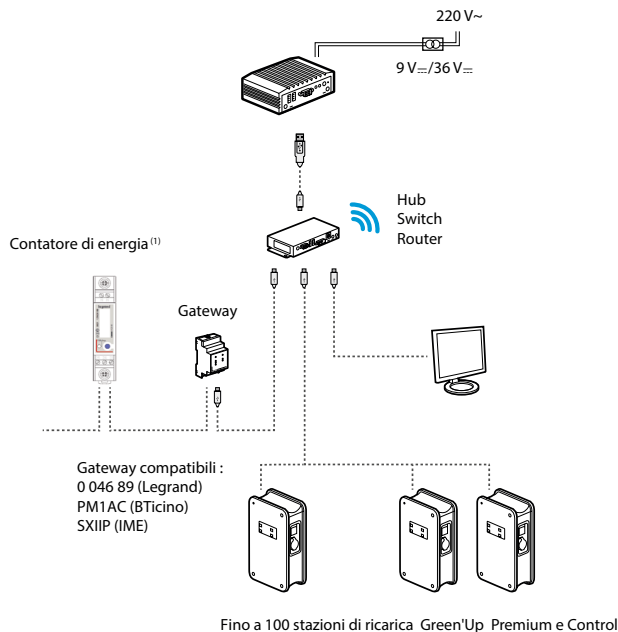 220 V~
9 V⎓/36 V⎓
Hub
Switch
Router
Contatore di energia (1)
legrand
Gateway
Gateway compatibili :
0 046 89 (Legrand)
PM1AC (BTicino)
SXIIP (IME)
Fino a 100 stazioni di ricarica Green'Up Premium e Control